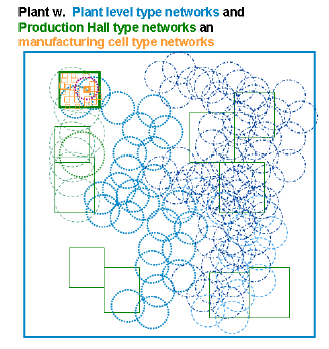 Plant w. Plant level type networks and
Production Hall type networks an
manufacturing cell type networks